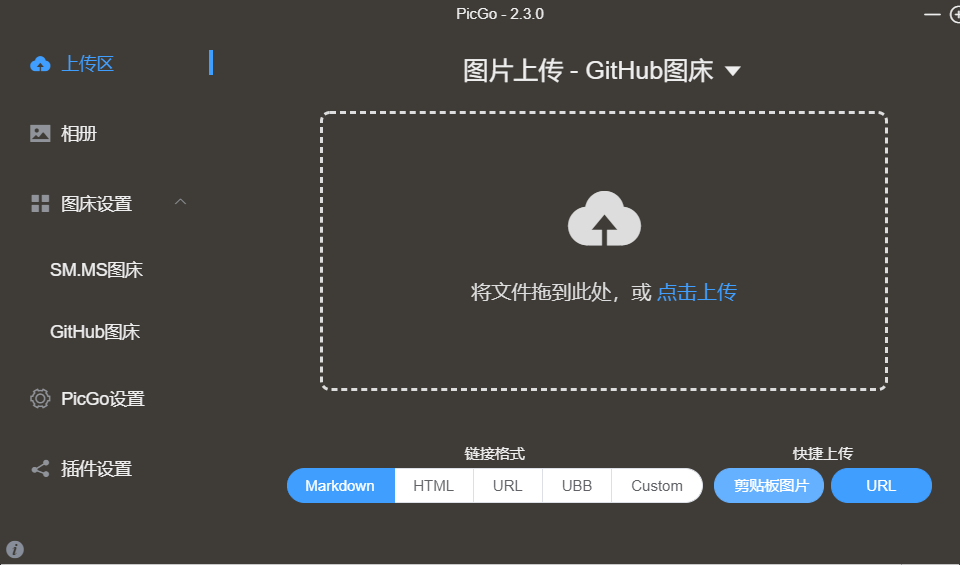 PicGo - 2.3.0
上传区
相册
图床设置
SM.MS图床
GitHub图床
PicGo设置
插件设置
图片上传 - GitHub图床
将文件拖到此处，或 点击上传
链接格式
Markdown HTML URL UBB Custom
快捷上传
剪贴板图片 URL